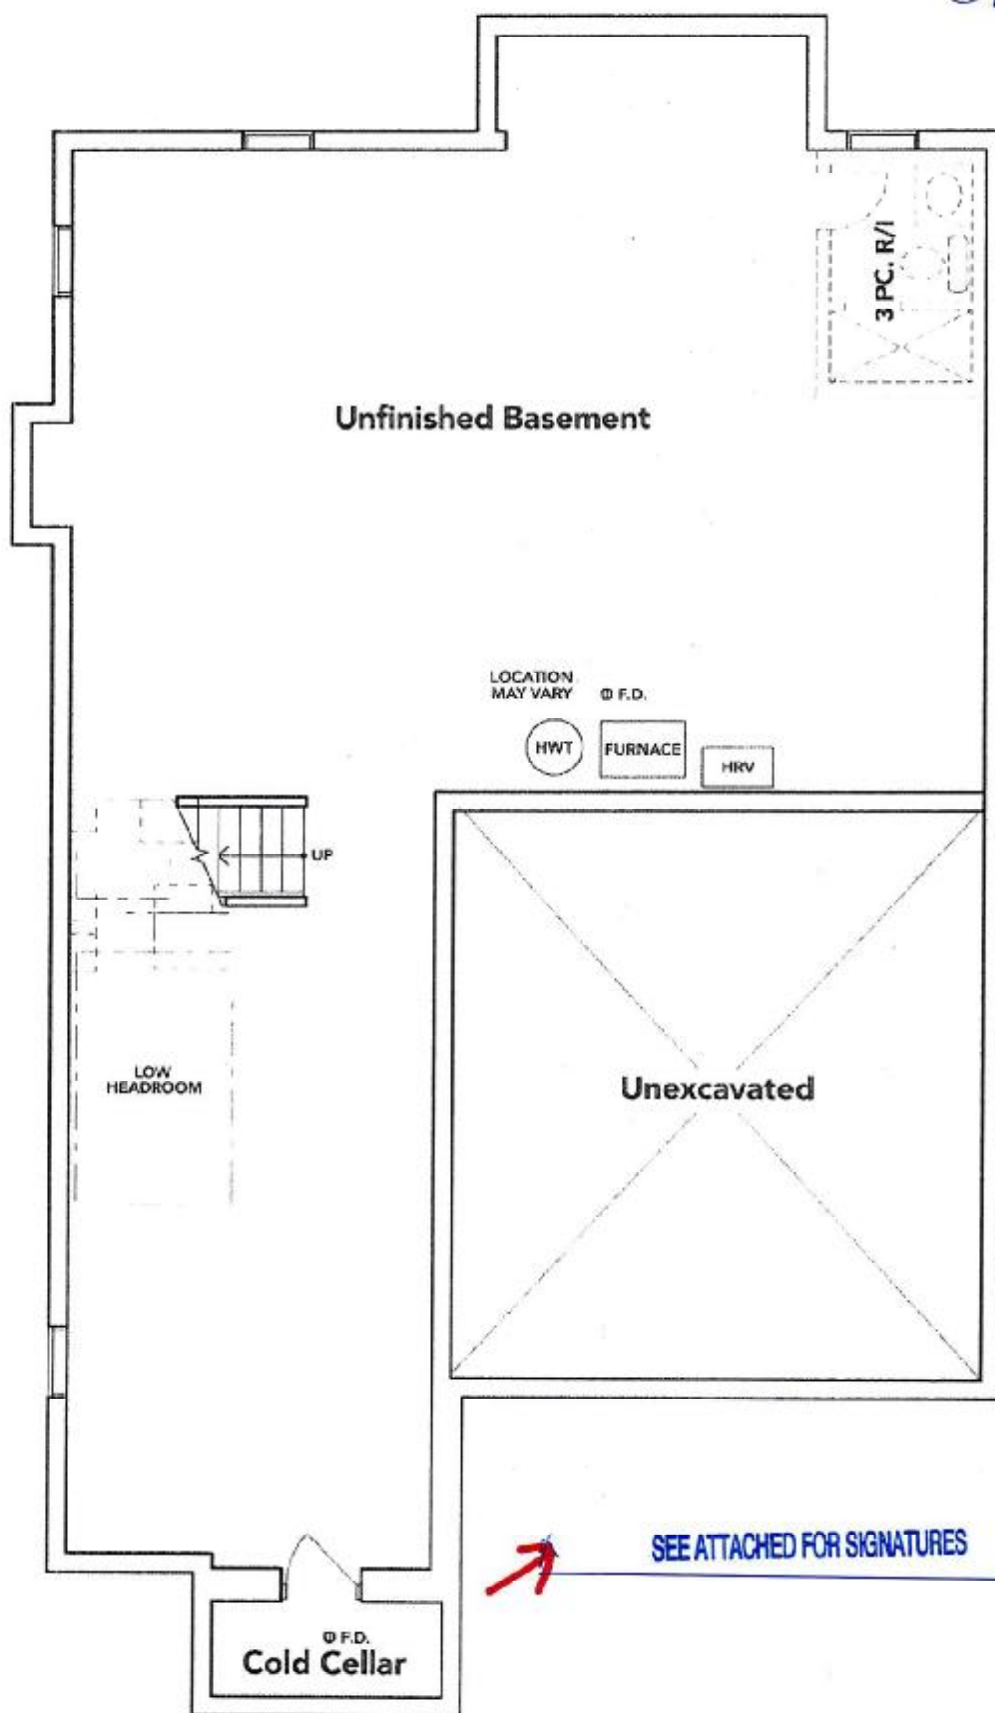 3 PC. R/I
Unfinished Basement
LOCATION
MAY VARY
F.D.
HWT
FURNACE
HRV
UP
LOW
HEADROOM
Unexcavated
SEE ATTACHED FOR SIGNATURES
F.D.
Cold Cellar